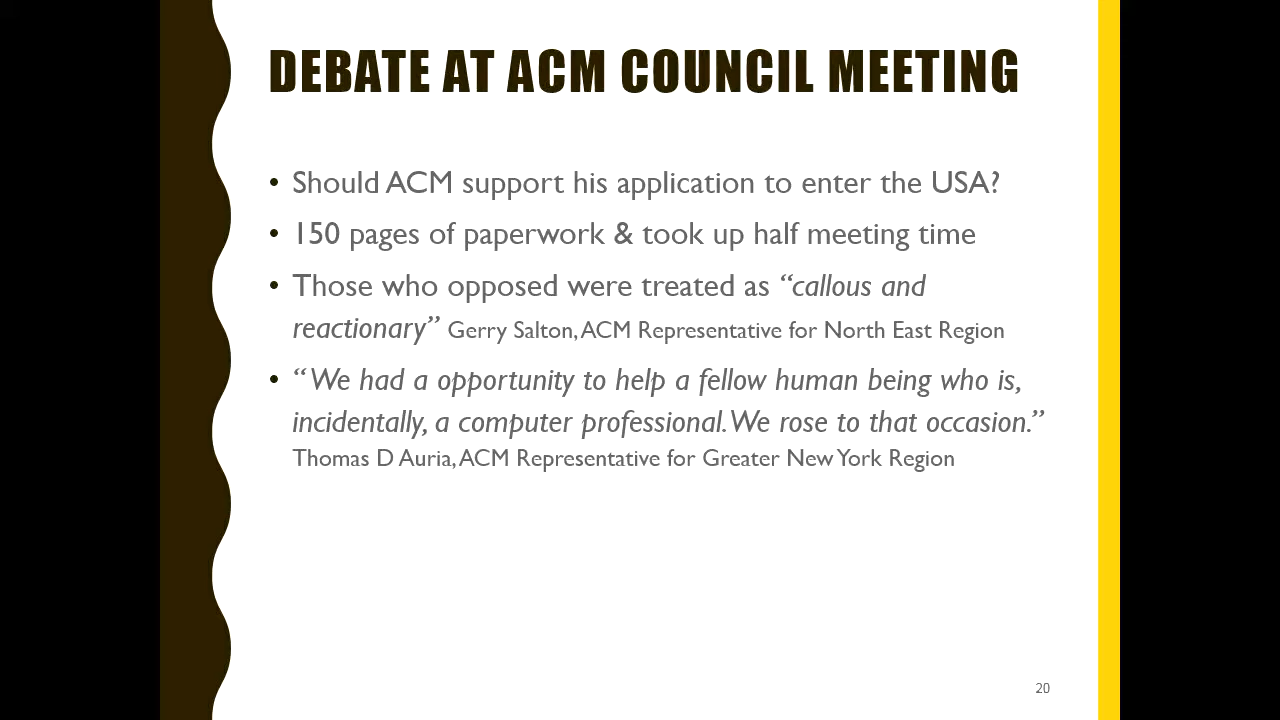 DEBATE AT ACM COUNCIL MEETING
• Should ACM support his application to enter the USA?
• 150 pages of paperwork & took up half meeting time
• Those who opposed were treated as “callous and
reactionary” Gerry Salton, ACM Representative for North East Region
• “ We had a opportunity to help a fellow human being who is,
incidentally, a computer professional. We rose to that occasion.”
Thomas D Auria, ACM Representative for Greater New York Region
20